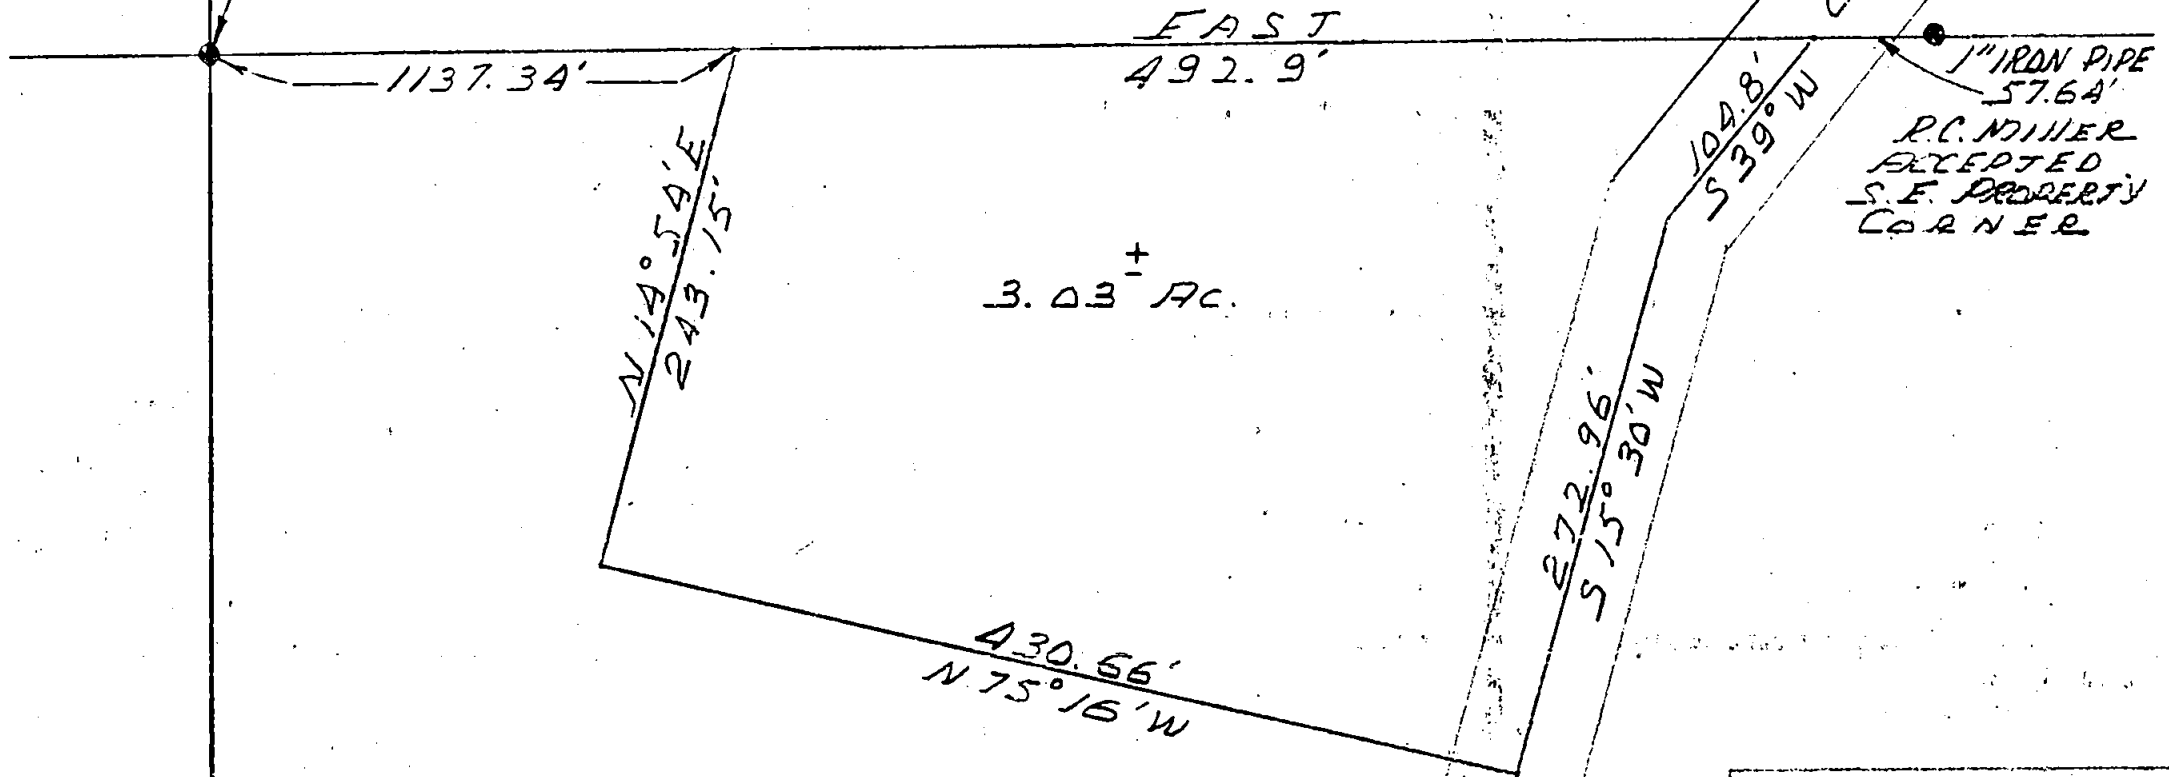 EAST
492.9'
1137.34'
1" IRON PIPE
57.64'
R.C. MILLER
ACCEPTED
S.E. PROPERTY
CORNER
104.8'
S 39° W
N 14° 54' E
243.15'
3.03 ± AC.
272.96'
S 15° 30' W
430.66'
N 75° 16' W